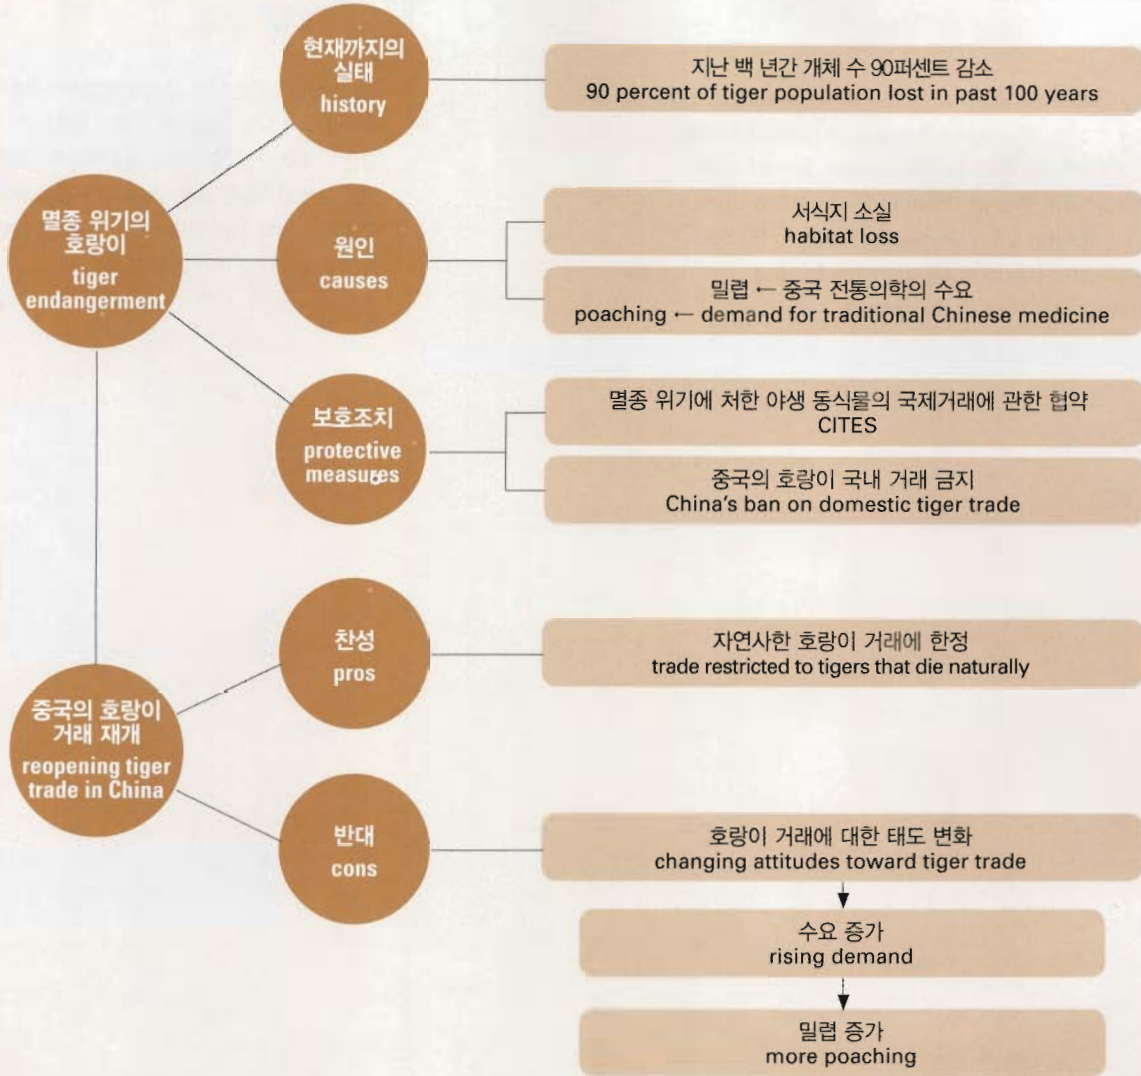 현재까지의
실태
history
지난 백 년간 개체 수 90퍼센트 감소
90 percent of tiger population lost in past 100 years
멸종 위기의
호랑이
tiger
endangerment
원인
causes
서식지 소실
habitat loss
밀렵 ← 중국 전통의학의 수요
poaching ← demand for traditional Chinese medicine
보호조치
protective
measures
멸종 위기에 처한 야생 동식물의 국제거래에 관한 협약
CITES
중국의 호랑이 국내 거래 금지
China's ban on domestic tiger trade
중국의 호랑이
거래 재개
reopening tiger
trade in China
찬성
pros
자연사한 호랑이 거래에 한정
trade restricted to tigers that die naturally
반대
cons
호랑이 거래에 대한 태도 변화
changing attitudes toward tiger trade
수요 증가
rising demand
밀렵 증가
more poaching